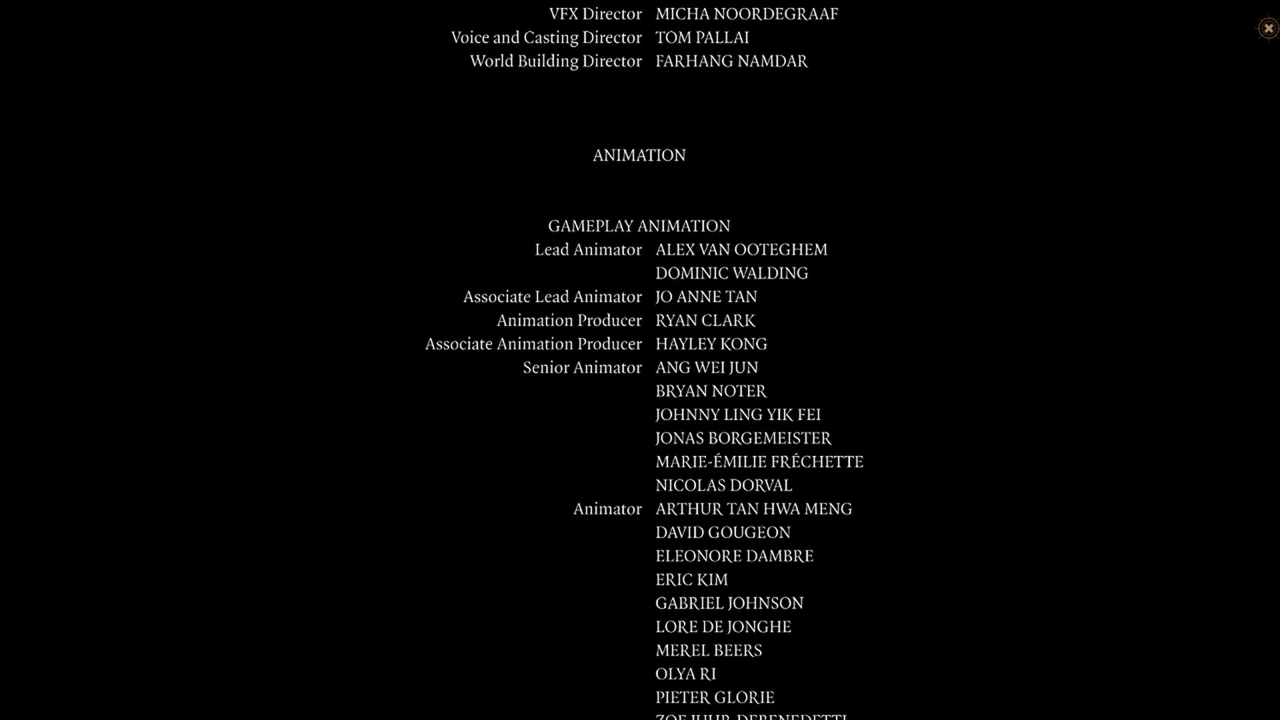 VFX Director MICHA NOORDEGRAAF
Voice and Casting Director TOM PALLAI
World Building Director FARHANG NAMDAR
ANIMATION
GAMEPLAY ANIMATION
Lead Animator ALEX VAN OOTEGHEM
DOMINIC WALDING
Associate Lead Animator JO ANNE TAN
Animation Producer RYAN CLARK
Associate Animation Producer HAYLEY KONG
Senior Animator ANG WEI JUN
BRYAN NOTER
JOHNNY LING YIK FEI
JONAS BORGEMEISTER
MARIE-ÉMILIE FRÉCHETTE
NICOLAS DORVAL
Animator ARTHUR TAN HWA MENG
DAVID GOUGEON
ELEONORE DAMBRE
ERIC KIM
GABRIEL JOHNSON
LORE DE JONGHE
MEREL BEERS
OLYA RI
PIETER GLORIE